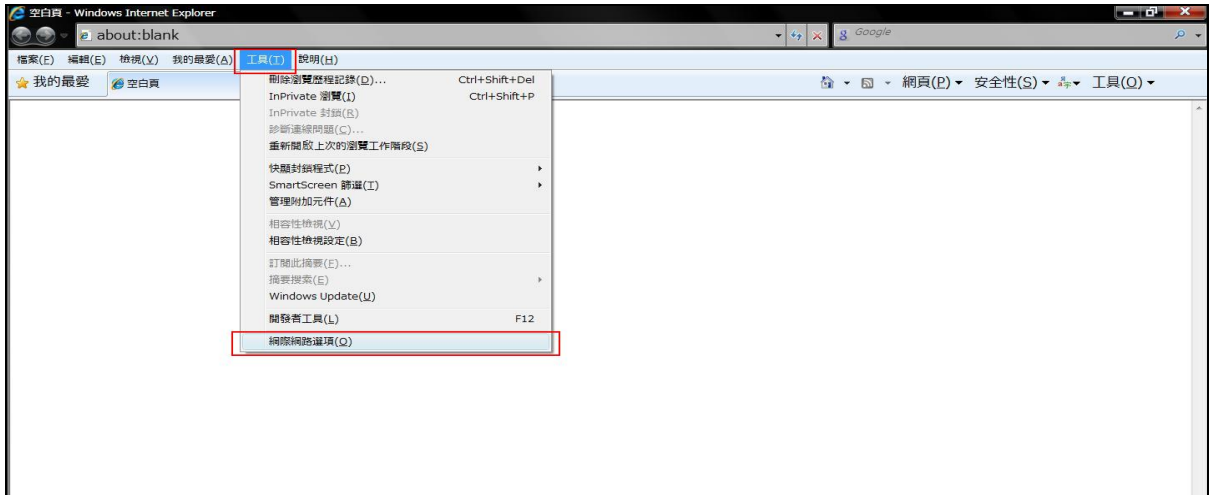 空白頁 - Windows Internet Explorer
about:blank
Google
檔案(F) 編輯(E) 檢視(V) 我的最愛(A) 工具(T) 說明(H)
我的最愛 空白頁 網頁(P) 安全性(S) 工具(O)
刪除瀏覽歷程記錄(D)... Ctrl+Shift+Del
InPrivate 瀏覽(I) Ctrl+Shift+P
InPrivate 封鎖(R)
診斷連線問題(C)...
重新開啟上次的瀏覽工作階段(S)
快顯封鎖程式(P)
SmartScreen 篩選(T)
管理附加元件(A)
相容性檢視(V)
相容性檢視設定(B)
訂閱此摘要(F)...
摘要搜索(E)
Windows Update(U)
開發者工具(L) F12
網際網路選項(O)